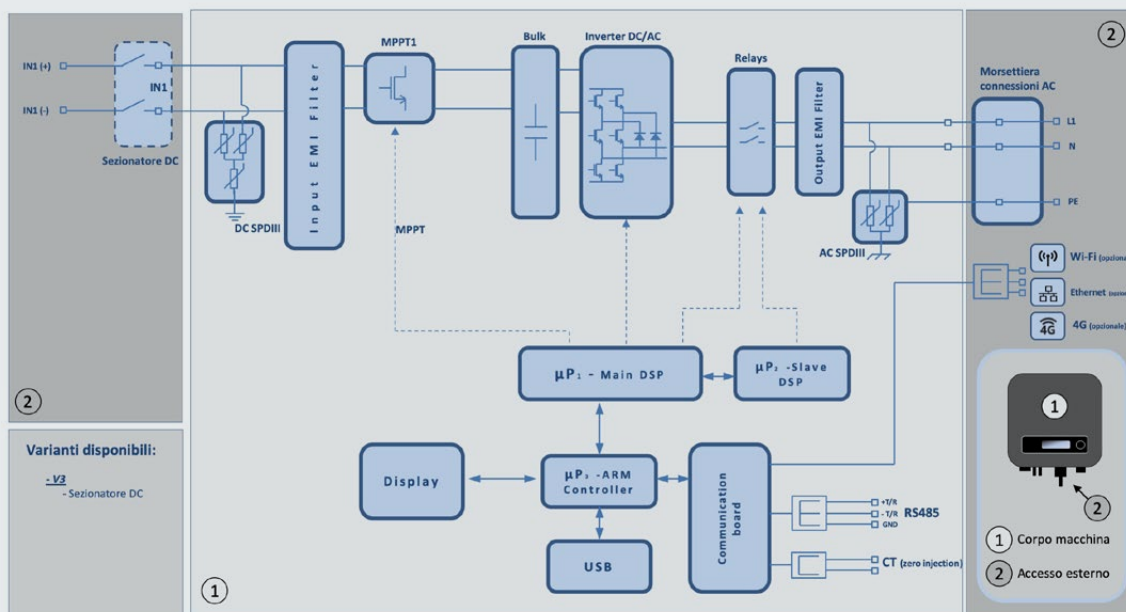 2
IN1 (+)
IN1 (-)
IN1
Sezionatore DC
2
Varianti disponibili:
- V3
- Sezionatore DC
DC SPDIII
Input EMI Filter
MPPT1
MPPT
Bulk
Inverter DC/AC
Relays
Output EMI Filter
AC SPDIII
µP₁ - Main DSP
µP₂ -Slave
DSP
Display
µP₃ -ARM
Controller
USB
Communication
board
+T/R
- T/R
GND
RS485
CT (zero injection)
1
2
Morsettiera
connessioni AC
L1
N
PE
Wi-Fi
Ethernet
4G
4G (opzionale)
1
2
1 Corpo macchina
2 Accesso esterno